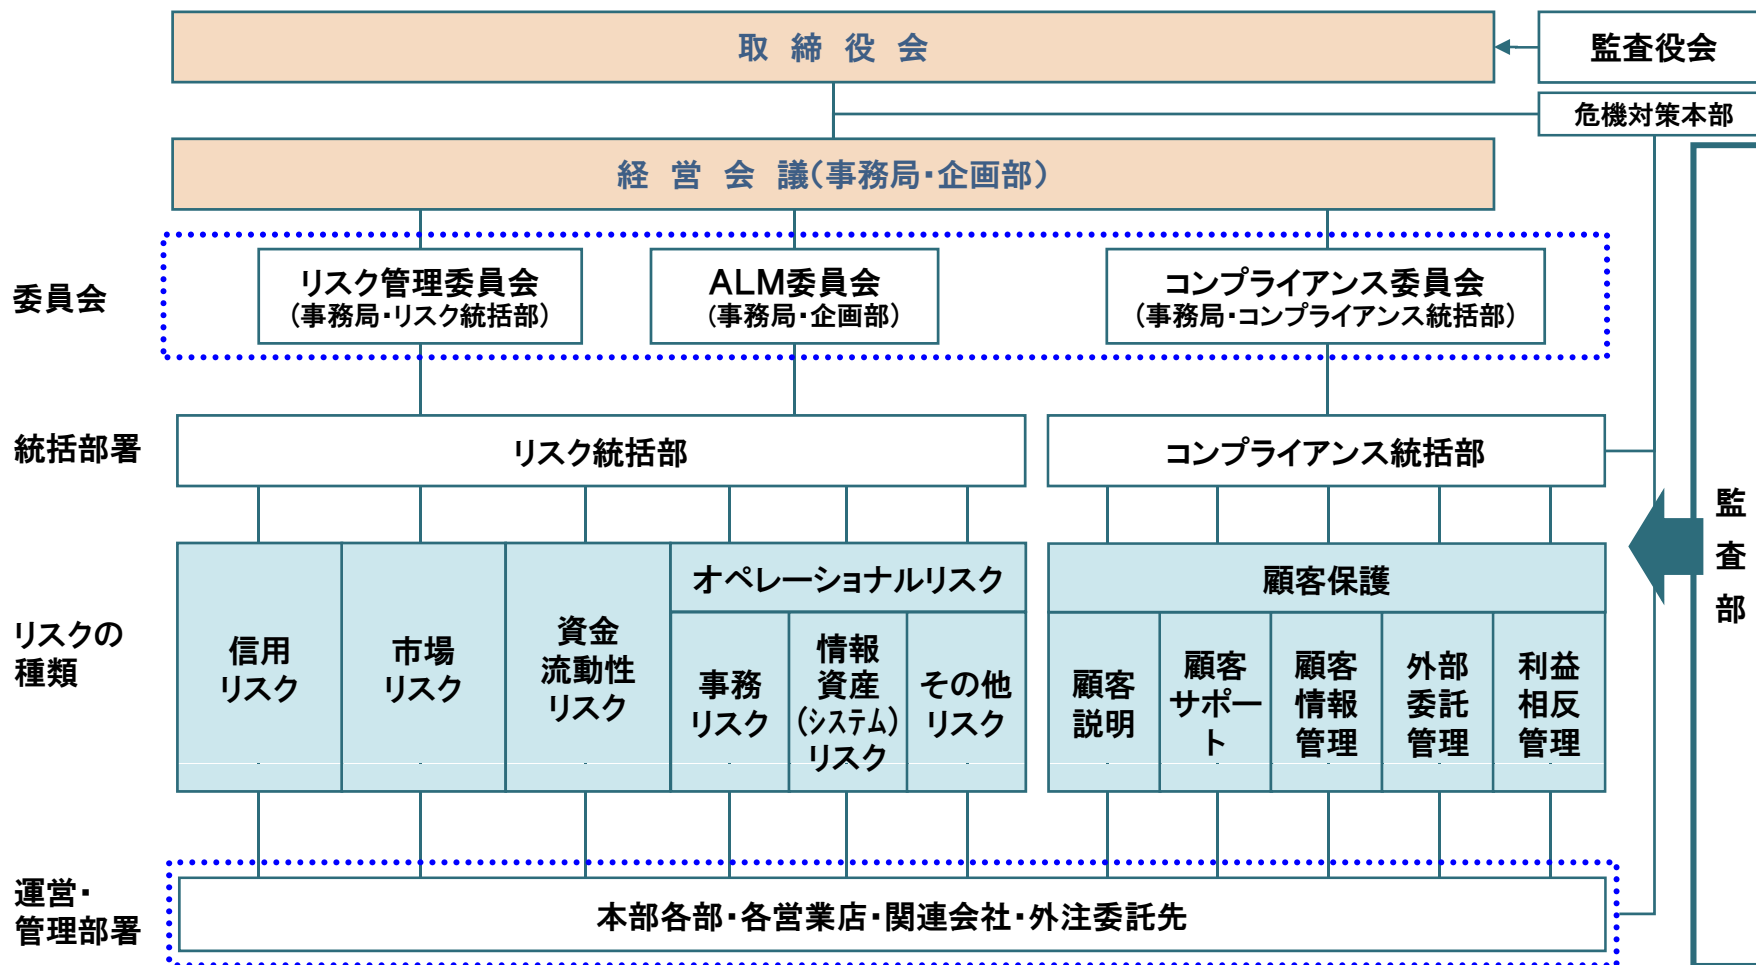 取 締 役 会
監査役会
危機対策本部
経 営 会 議(事務局・企画部)
委員会
リスク管理委員会
(事務局・リスク統括部)
ALM委員会
(事務局・企画部)
コンプライアンス委員会
(事務局・コンプライアンス統括部)
統括部署
リスク統括部
コンプライアンス統括部
監
査
部
リスクの
種類
信用
リスク
市場
リスク
資金
流動性
リスク
オペレーショナルリスク
事務
リスク
情報
資産
(システム)
リスク
その他
リスク
顧客保護
顧客
説明
顧客
サポー
ト
顧客
情報
管理
外部
委託
管理
利益
相反
管理
運営・
管理部署
本部各部・各営業店・関連会社・外注委託先